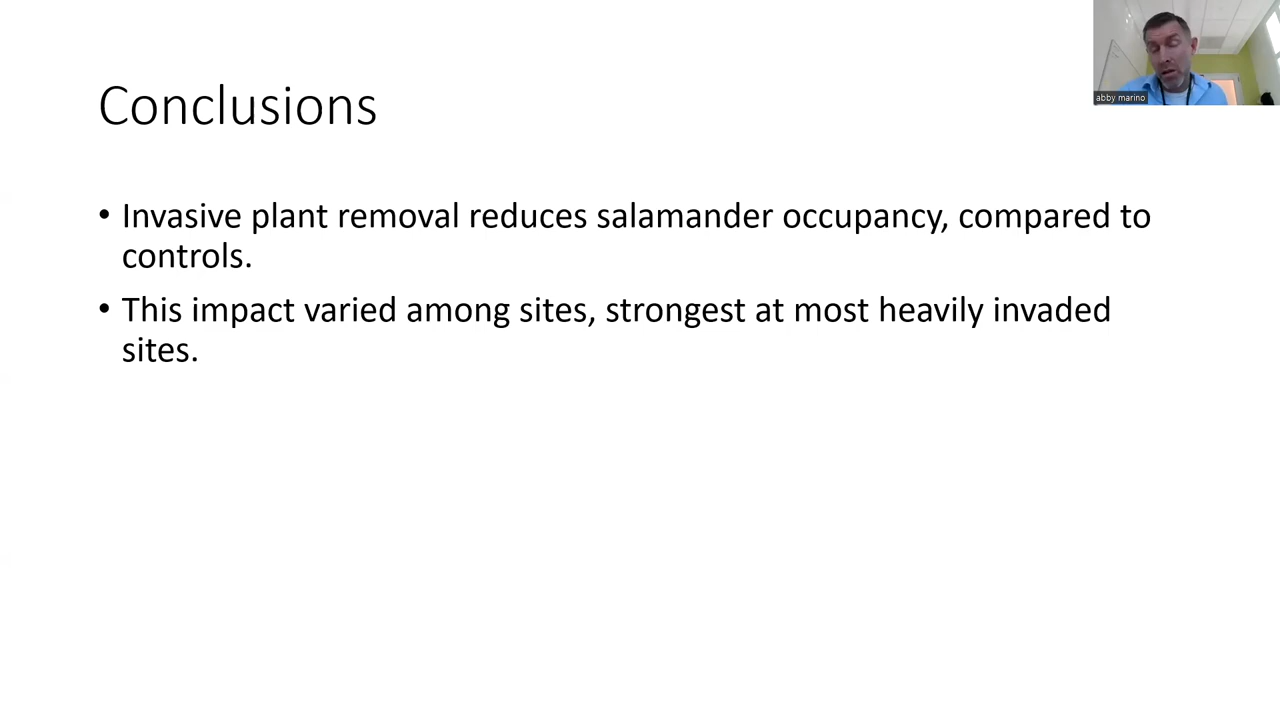 abby marino
Conclusions
• Invasive plant removal reduces salamander occupancy, compared to
controls.
• This impact varied among sites, strongest at most heavily invaded
sites.